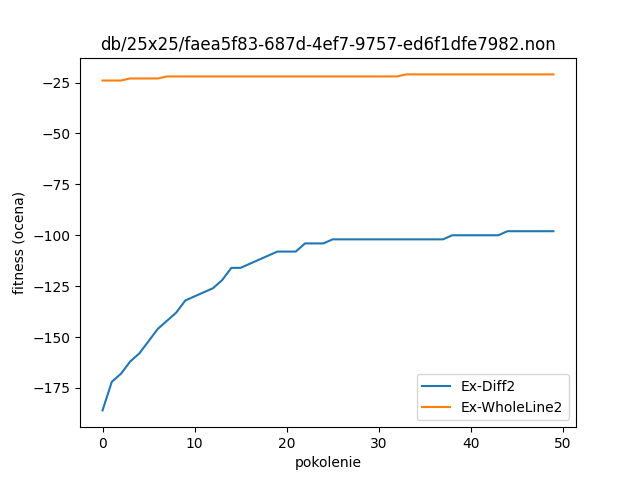 db/25x25/faea5f83-687d-4ef7-9757-ed6f1dfe7982.non
fitness (ocena)
−25
−50
−75
−100
−125
−150
−175
Ex-Diff2
Ex-WholeLine2
0 10 20 30 40 50
pokolenie